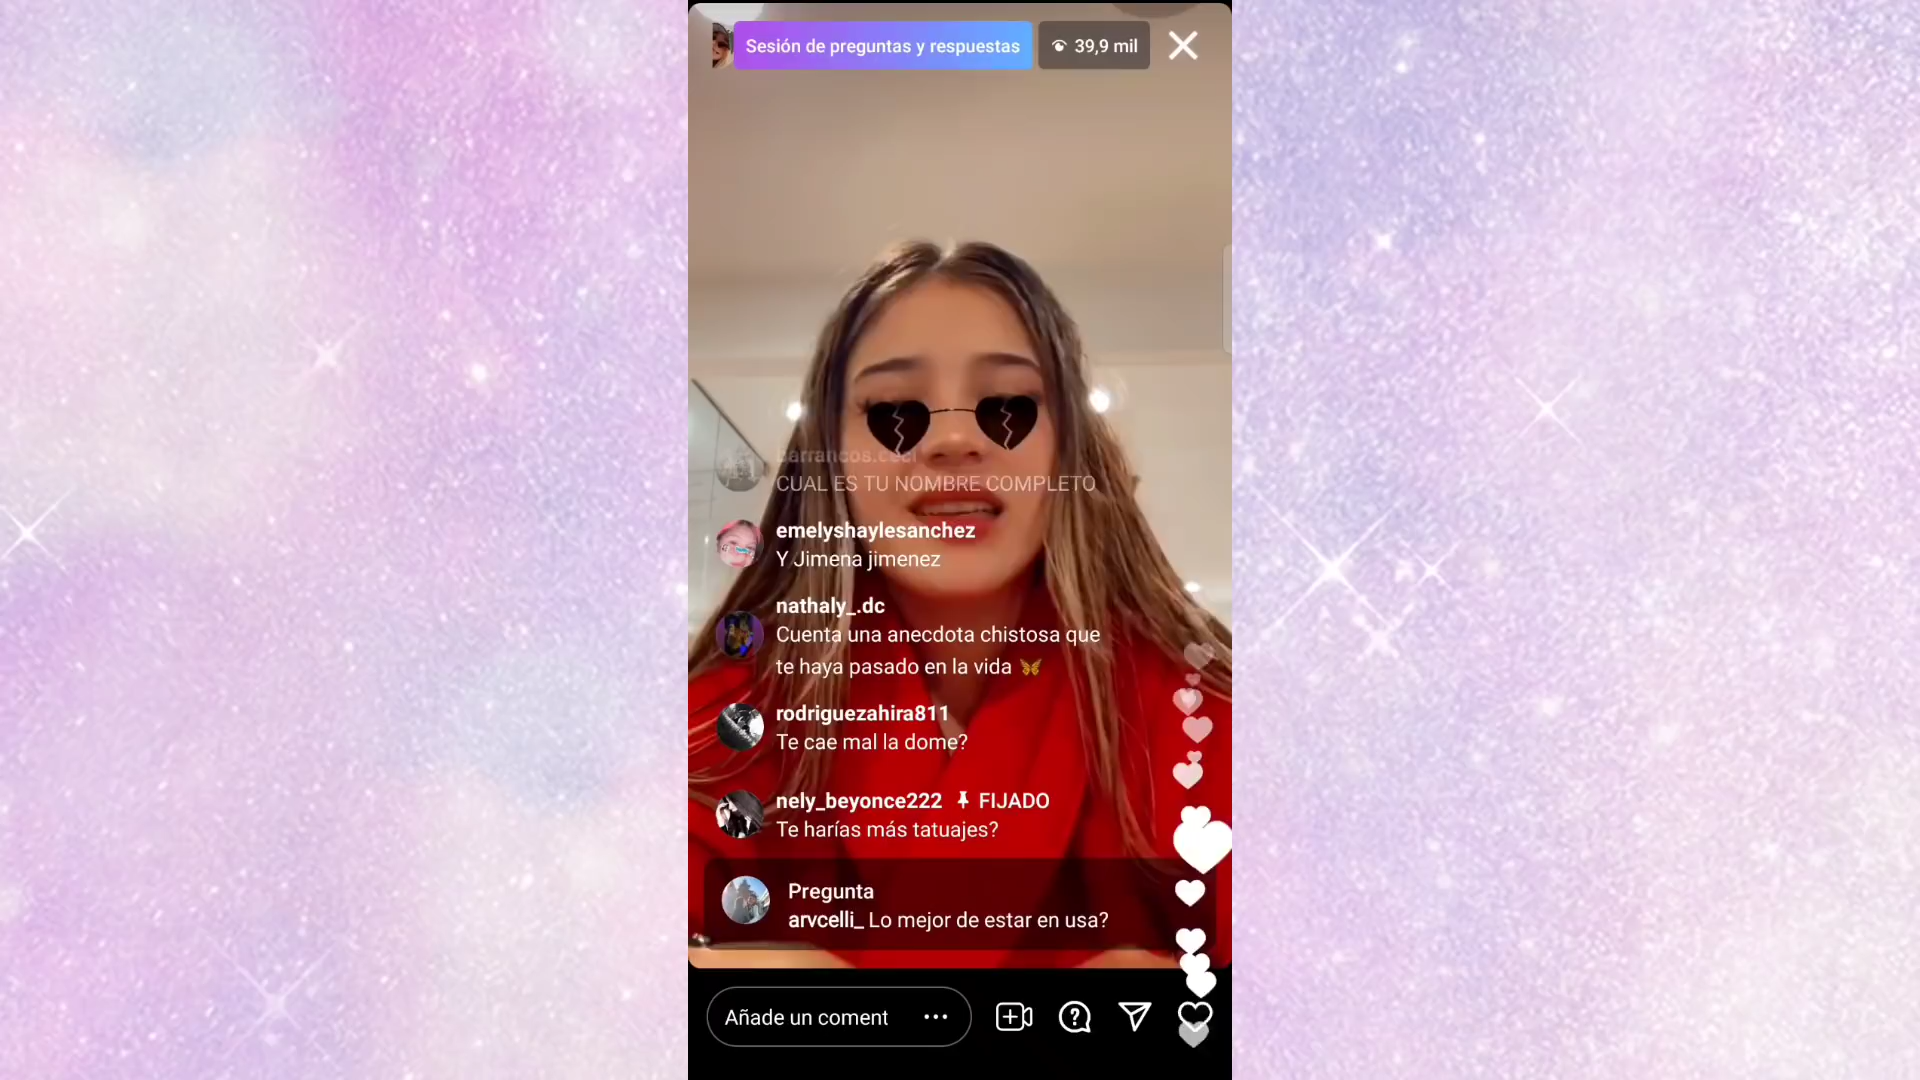 Sesión de preguntas y respuestas
39,9 mil
CUAL ES TU NOMBRE COMPLETO
emelyshaylesanchez
Y Jimena jimenez
nathaly_.dc
Cuenta una anecdota chistosa que
te haya pasado en la vida
rodriguezahira811
Te cae mal la dome?
nely_beyonce222 FIJADO
Te harías más tatuajes?
Pregunta
arvcelli_ Lo mejor de estar en usa?
Añade un coment